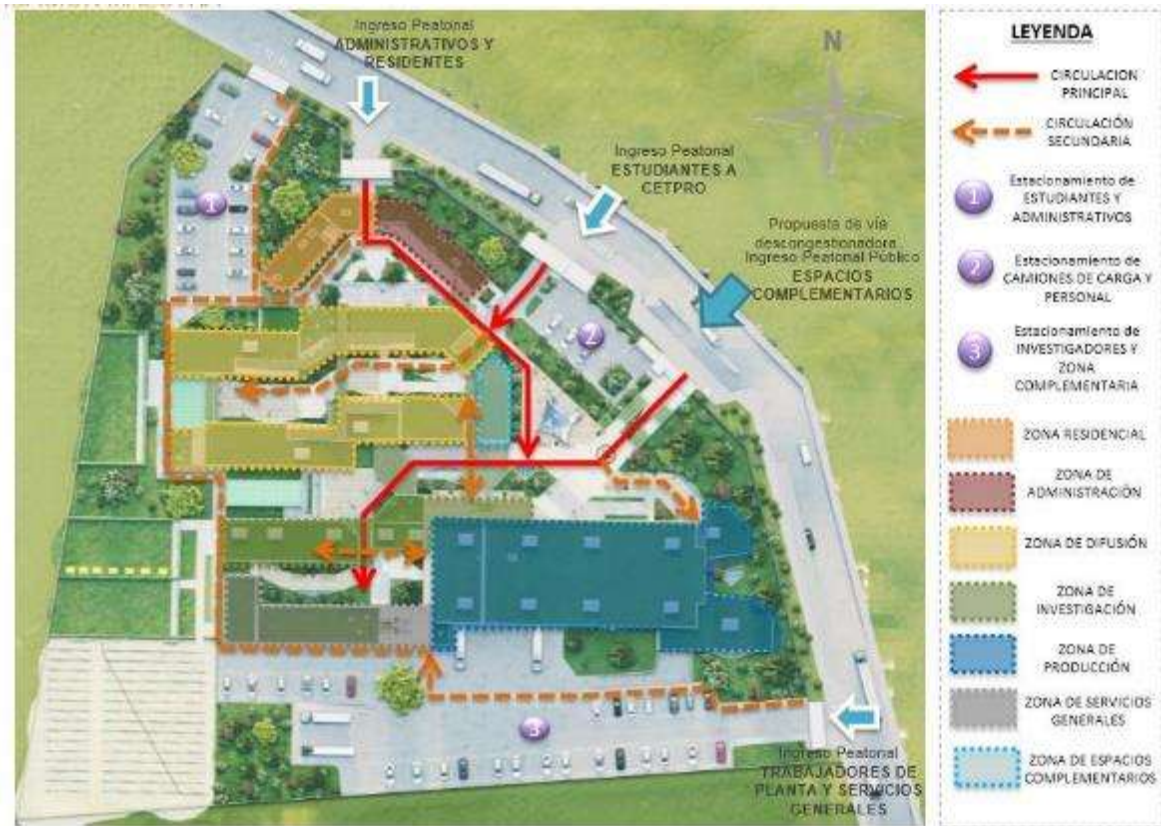 Ingreso Peatonal
ADMINISTRATIVOS Y
RESIDENTES
N
Ingreso Peatonal
ESTUDIANTES A
CETPRO
Propuesta de vía
descongestionadora
Ingreso Peatonal Público
ESPACIOS
COMPLEMENTARIOS
1
2
3
Ingreso Peatonal
TRABAJADORES DE
PLANTA Y SERVICIOS
GENERALES
LEYENDA
CIRCULACION
PRINCIPAL
CIRCULACIÓN
SECUNDARIA
1
Estacionamiento de
ESTUDIANTES Y
ADMINISTRATIVOS
2
Estacionamiento de
CAMIONES DE CARGA Y
PERSONAL
3
Estacionamiento de
INVESTIGADORES Y
ZONA
COMPLEMENTARIA
ZONA RESIDENCIAL
ZONA DE
ADMINISTRACIÓN
ZONA DE DIFUSIÓN
ZONA DE
INVESTIGACIÓN
ZONA DE
PRODUCCIÓN
ZONA DE SERVICIOS
GENERALES
ZONA DE ESPACIOS
COMPLEMENTARIOS